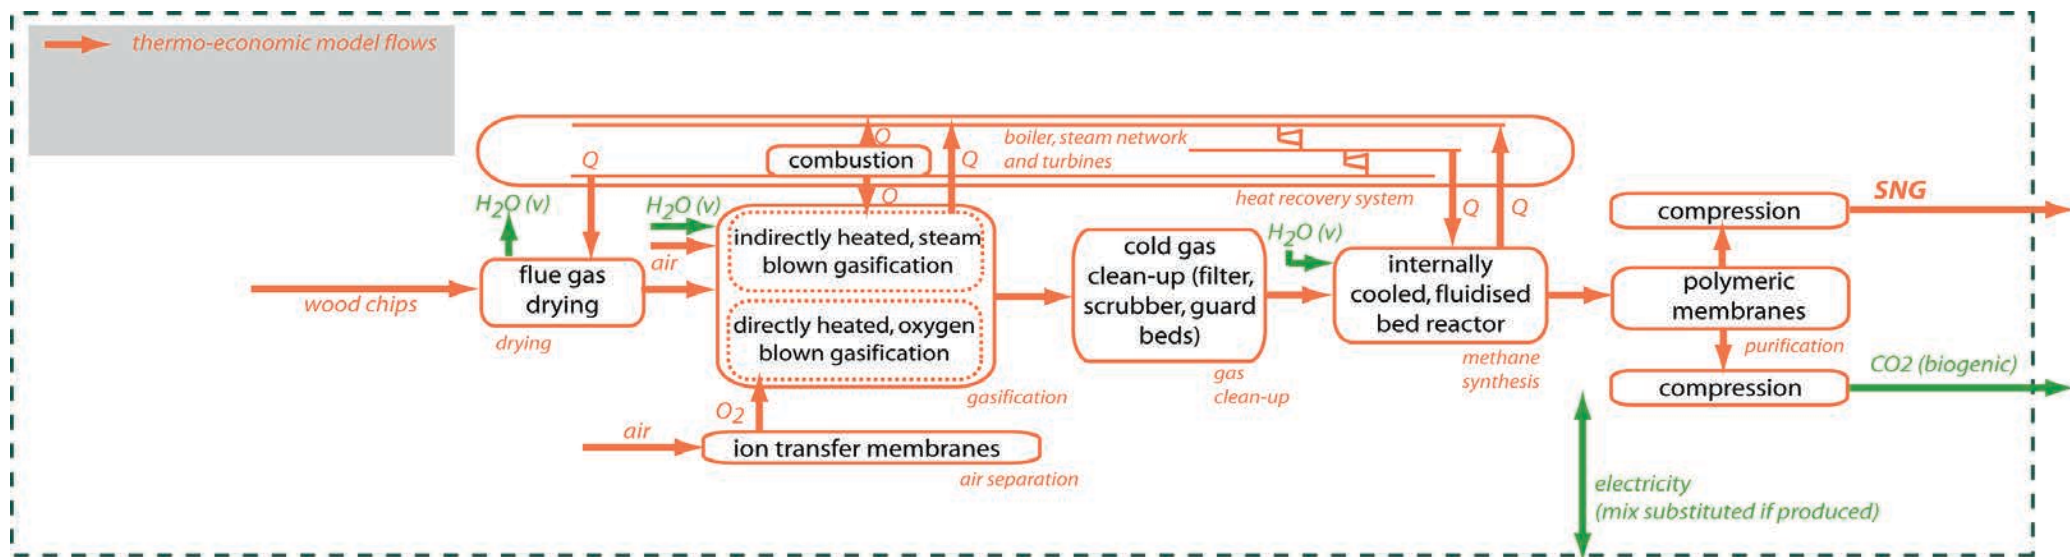 thermo-economic model flows
Q
combustion
Q
Q
boiler, steam network
and turbines
Q
heat recovery system
Q
Q
H2O (v)
H2O (v)
air
wood chips
flue gas
drying
drying
indirectly heated, steam
blown gasification
directly heated, oxygen
blown gasification
gasification
O2
air
ion transfer membranes
air separation
cold gas
clean-up (filter,
scrubber, guard
beds)
gas
clean-up
H2O (v)
internally
cooled, fluidised
bed reactor
methane
synthesis
compression
SNG
polymeric
membranes
purification
compression
CO2 (biogenic)
electricity
(mix substituted if produced)